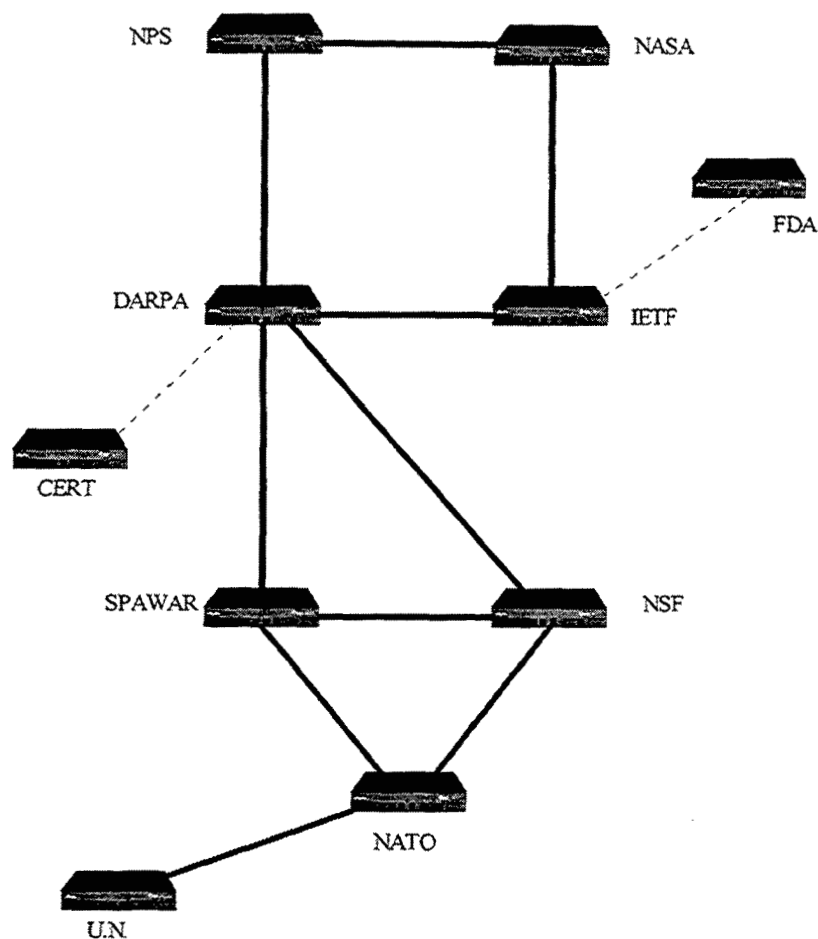 NPS
NASA
FDA
DARPA
IETF
CERT
SPAWAR
NSF
NATO
U.N.